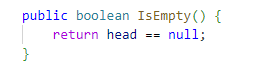 public boolean IsEmpty() {
return head == null;
}